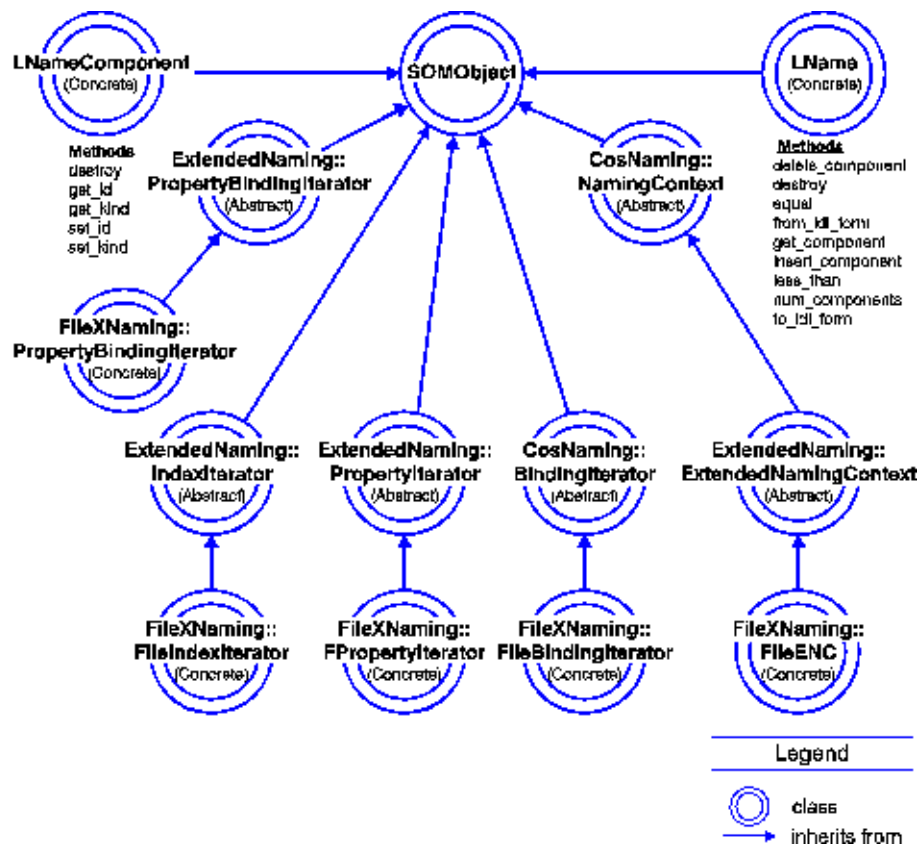 LNameComponent
(Concrete)
SOMObject
LName
(Concrete)
Methods
destroy
get_id
get_kind
set_id
set_kind
ExtendedNaming::
PropertyBindingIterator
(Abstract)
CosNaming::
NamingContext
(Abstract)
Methods
delete_component
destroy
equal
from_idl_form
get_component
insert_component
less_than
num_components
to_idl_form
FileXNaming::
PropertyBindingIterator
(Concrete)
ExtendedNaming::
IndexIterator
(Abstract)
ExtendedNaming::
PropertyIterator
(Abstract)
CosNaming::
BindingIterator
(Abstract)
ExtendedNaming::
ExtendedNamingContext
(Abstract)
FileXNaming::
FileIndexIterator
(Concrete)
FileXNaming::
FPropertyIterator
(Concrete)
FileXNaming::
FileBindingIterator
(Concrete)
FileXNaming::
FileENC
(Concrete)
Legend
class
inherits from